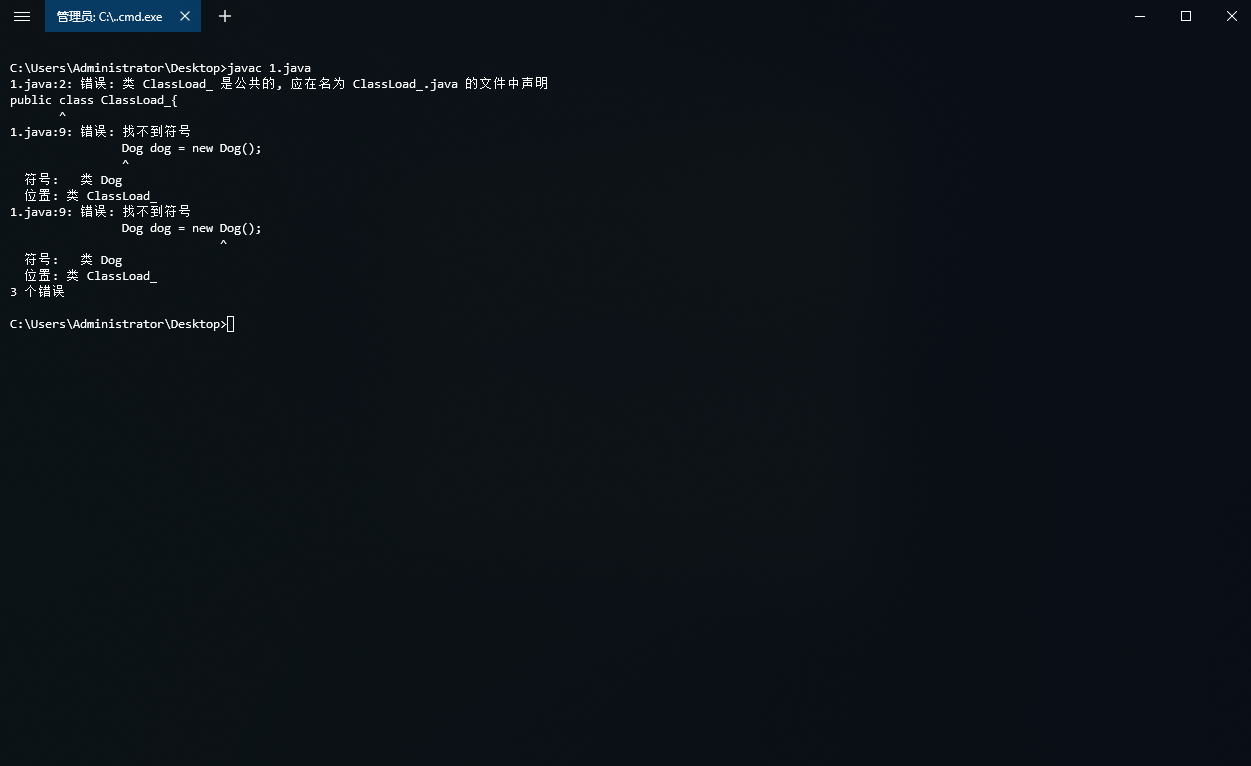 管理员: C:\..cmd.exe
C:\Users\Administrator\Desktop>javac 1.java
1.java:2: 错误: 类 ClassLoad_ 是公共的, 应在名为 ClassLoad_.java 的文件中声明
public class ClassLoad_{
       ^
1.java:9: 错误: 找不到符号
                Dog dog = new Dog();
                ^
  符号:   类 Dog
  位置: 类 ClassLoad_
1.java:9: 错误: 找不到符号
                Dog dog = new Dog();
                              ^
  符号:   类 Dog
  位置: 类 ClassLoad_
3 个错误
C:\Users\Administrator\Desktop>